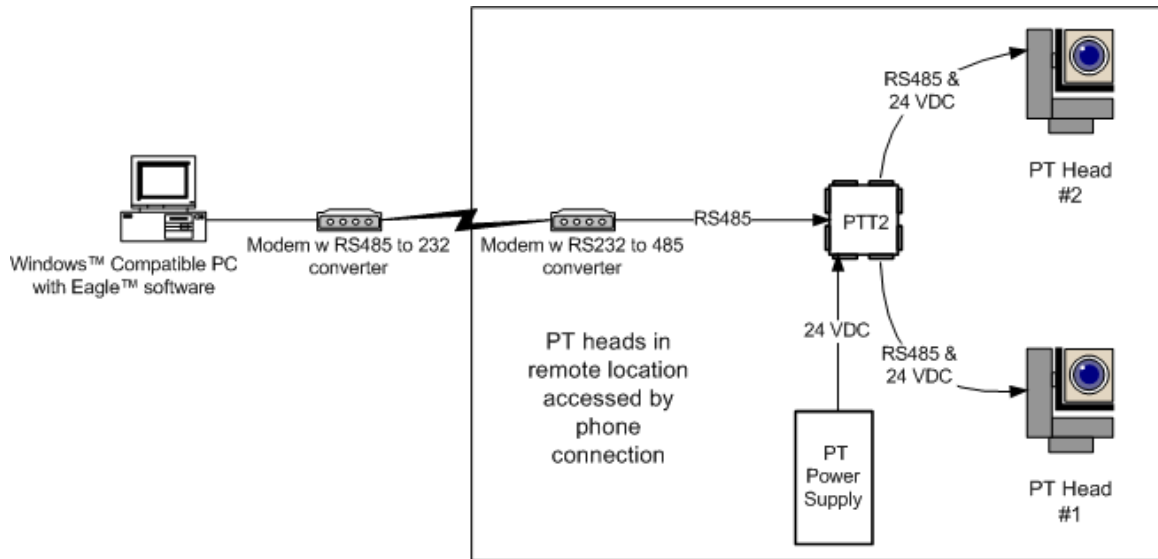 RS485 &
24 VDC
PT Head
#2
PTT2
RS485
Modem w RS485 to 232
converter
Modem w RS232 to 485
converter
Windows™ Compatible PC
with Eagle™ software
24 VDC
PT heads in
remote location
accessed by
phone
connection
RS485 &
24 VDC
PT
Power
Supply
PT Head
#1